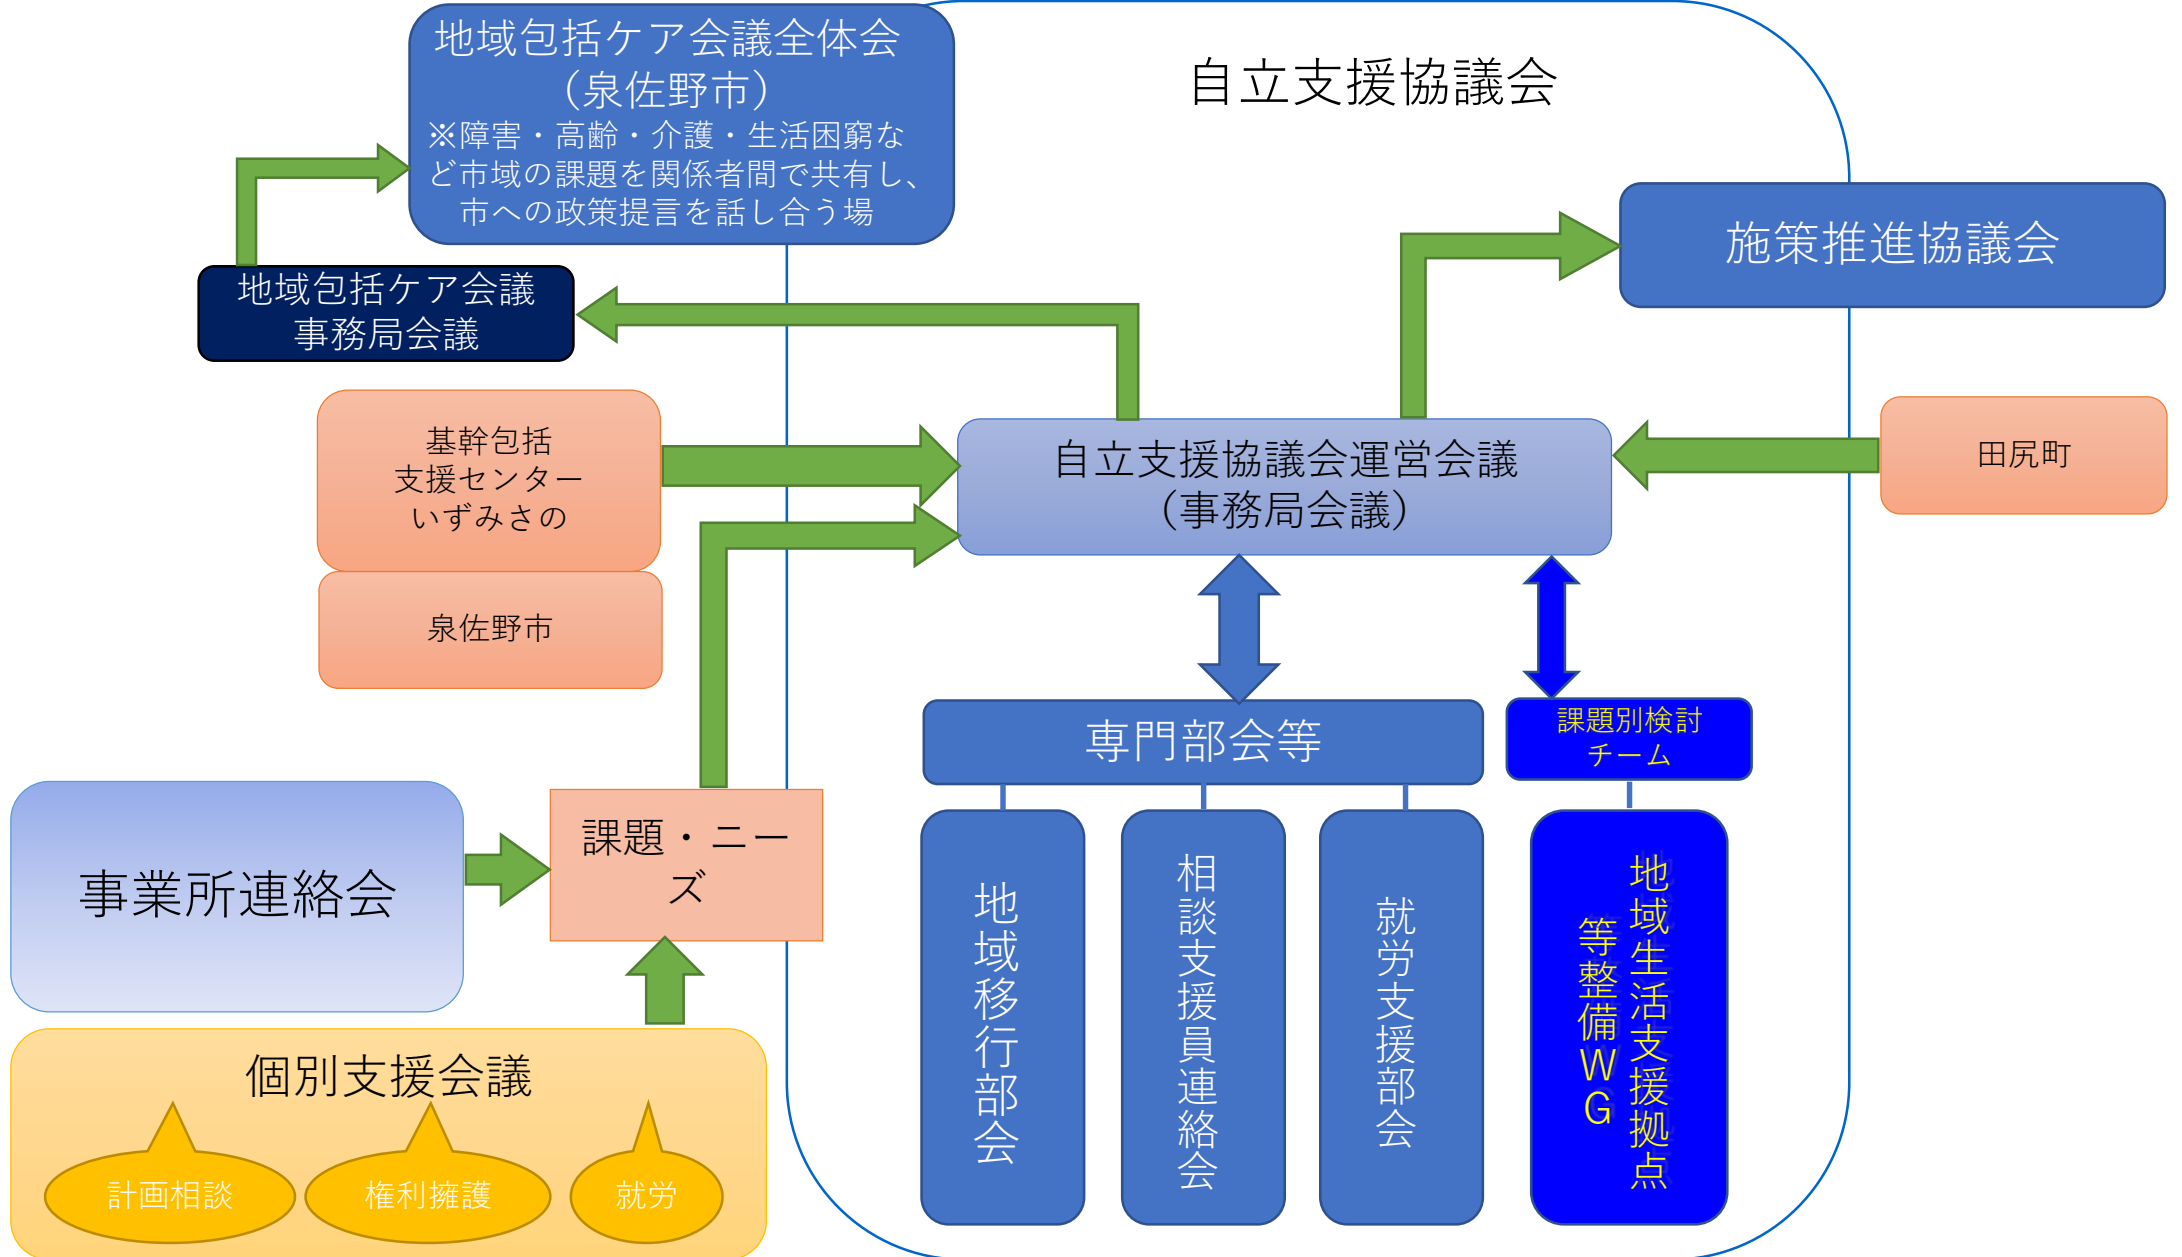 地域包括ケア会議全体会
（泉佐野市）
※障害・高齢・介護・生活困窮な
ど市域の課題を関係者間で共有し、
市への政策提言を話し合う場
自立支援協議会
施策推進協議会
地域包括ケア会議
事務局会議
基幹包括
支援センター
いずみさの
泉佐野市
自立支援協議会運営会議
（事務局会議）
田尻町
専門部会等
課題別検討
チーム
事業所連絡会
課題・ニー
ズ
地域移行部会
相談支援員連絡会
就労支援部会
地域生活支援拠点
等整備ＷＧ
個別支援会議
計画相談
権利擁護
就労